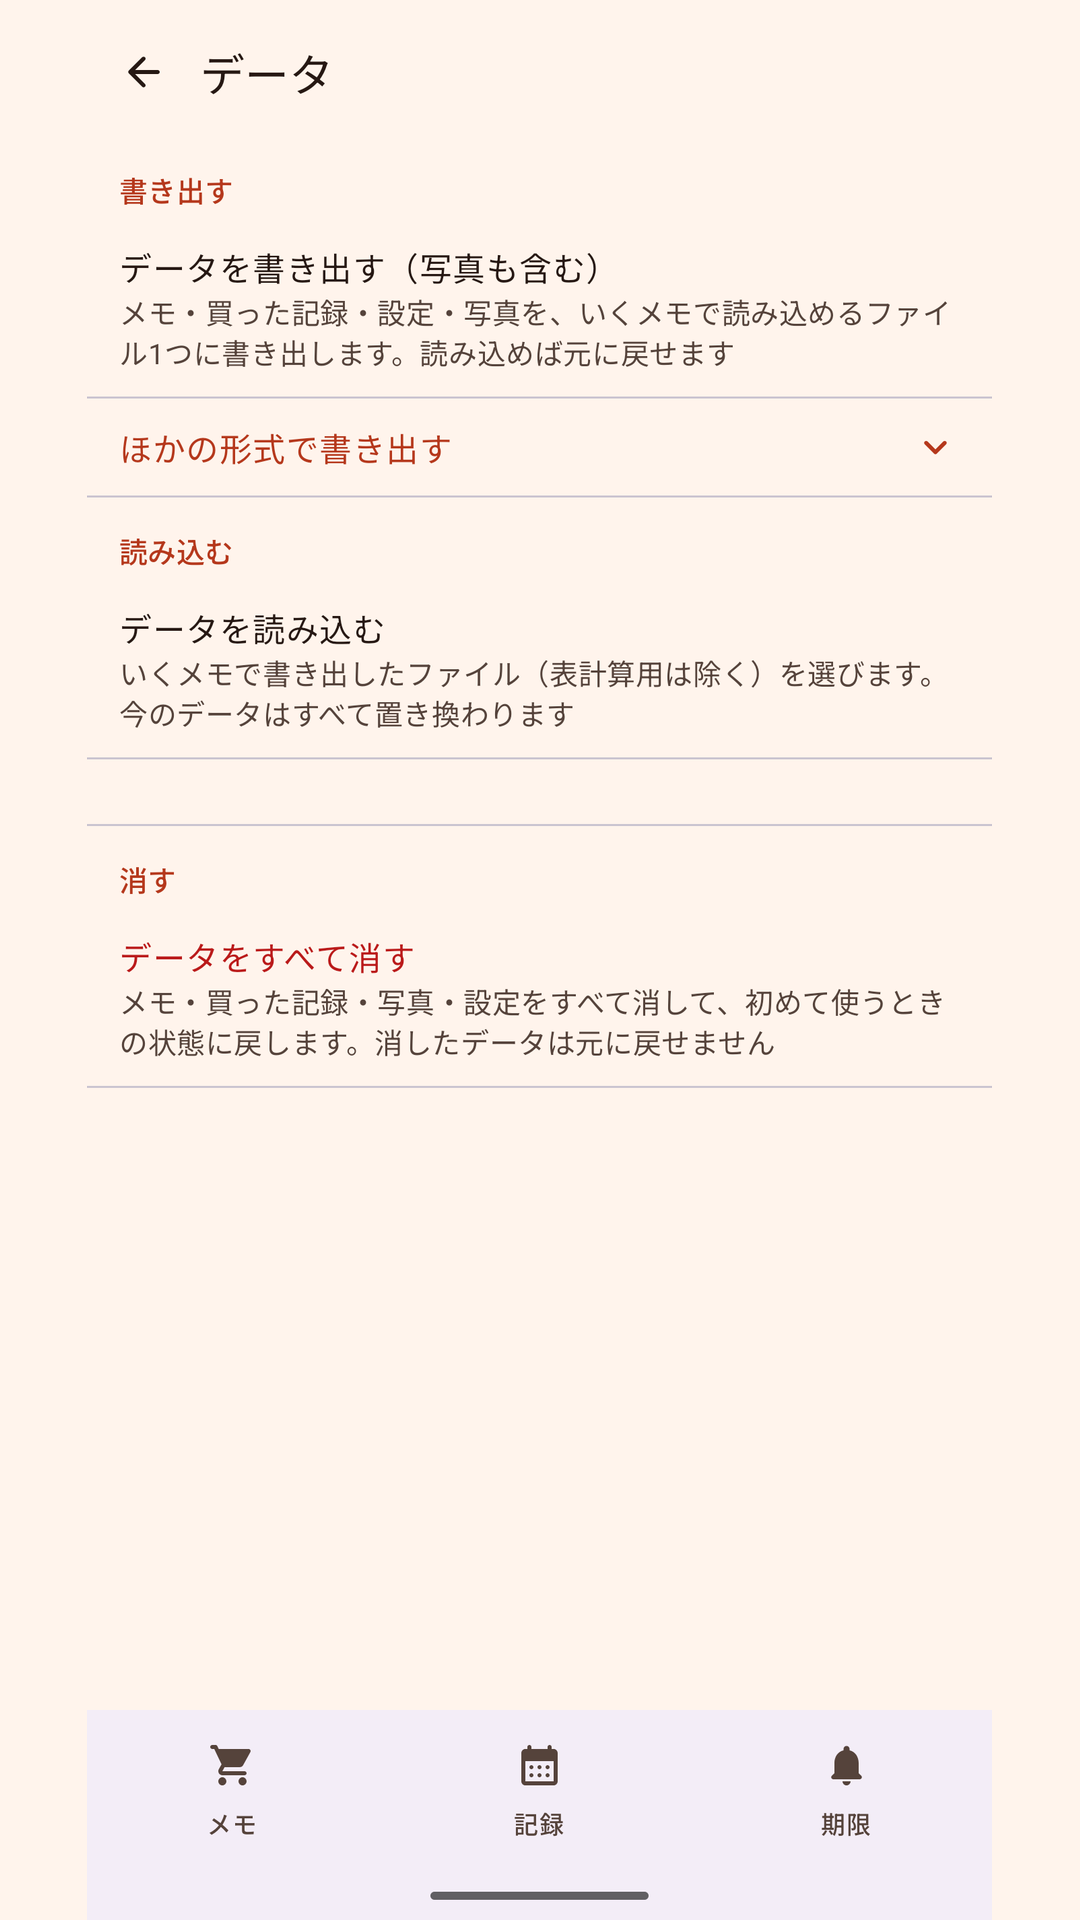 データ
書き出す
データを書き出す（写真も含む）
メモ・買った記録・設定・写真を、いくメモで読み込めるファイ
ル1つに書き出します。読み込めば元に戻せます
ほかの形式で書き出す
読み込む
データを読み込む
いくメモで書き出したファイル（表計算用は除く）を選びます。
今のデータはすべて置き換わります
消す
データをすべて消す
メモ・買った記録・写真・設定をすべて消して、初めて使うとき
の状態に戻します。消したデータは元に戻せません
メモ
記録
期限